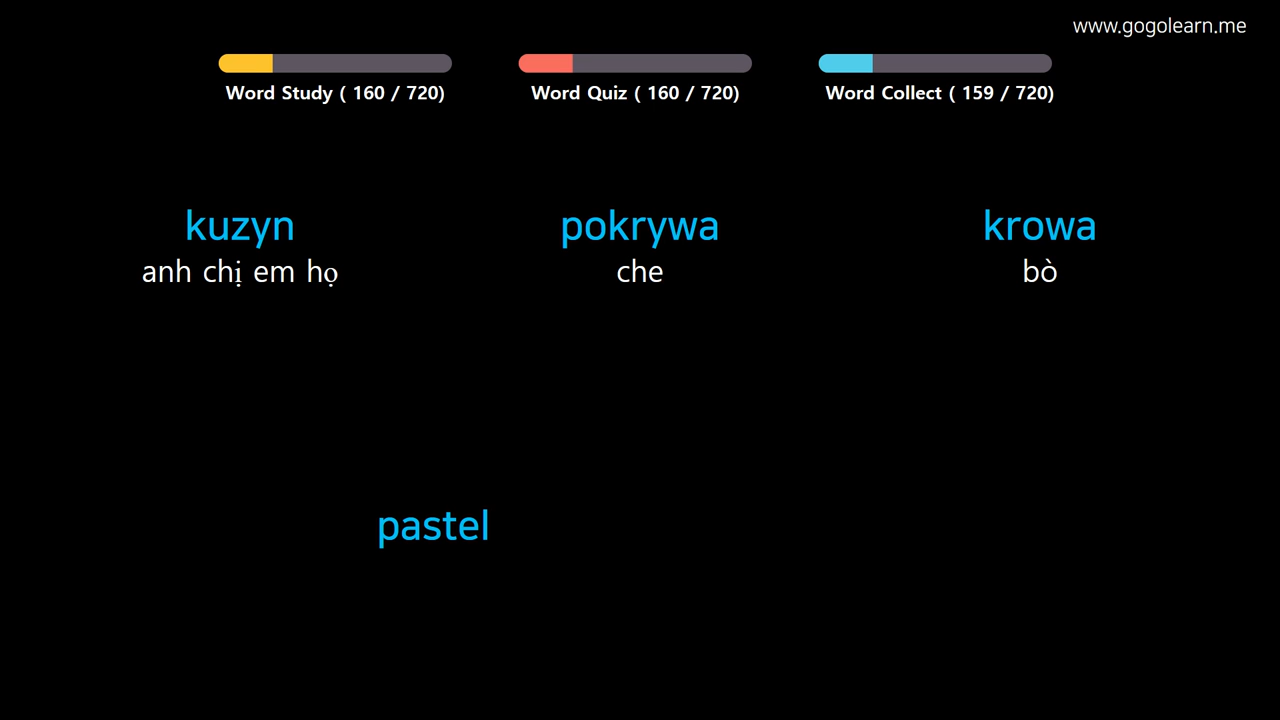 www.gogolearn.me
Word Study ( 160 / 720)
Word Quiz ( 160 / 720)
Word Collect ( 159 / 720)
kuzyn
anh chị em họ
pokrywa
che
krowa
bò
pastel